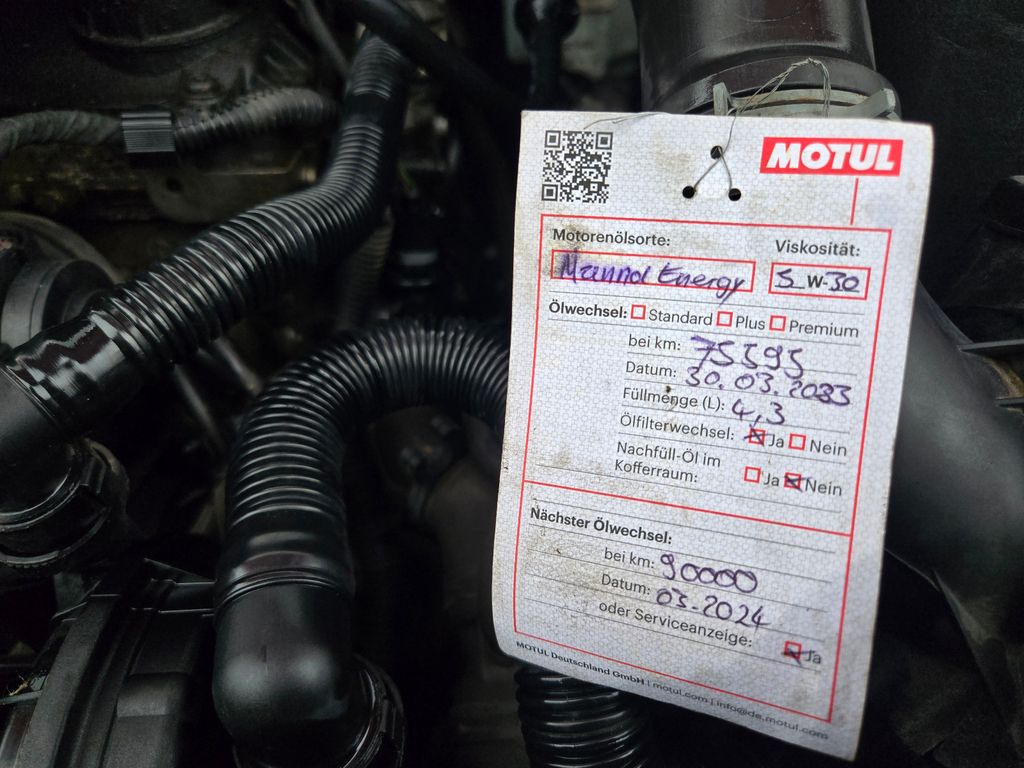 MOTUL
Motorenölsorte: Viskosität:
Mannol Energy 5 W-30
Ölwechsel: Standard Plus Premium
bei km: 75595
Datum: 30.03.2023
Füllmenge (L): 4,3
Ölfilterwechsel: Ja Nein
Nachfüll-Öl im
Kofferraum: Ja Nein
Nächster Ölwechsel:
bei km: 90000
Datum: 03-2024
oder Serviceanzeige: Ja
MOTUL Deutschland GmbH | motul.com | info@de.motul.com